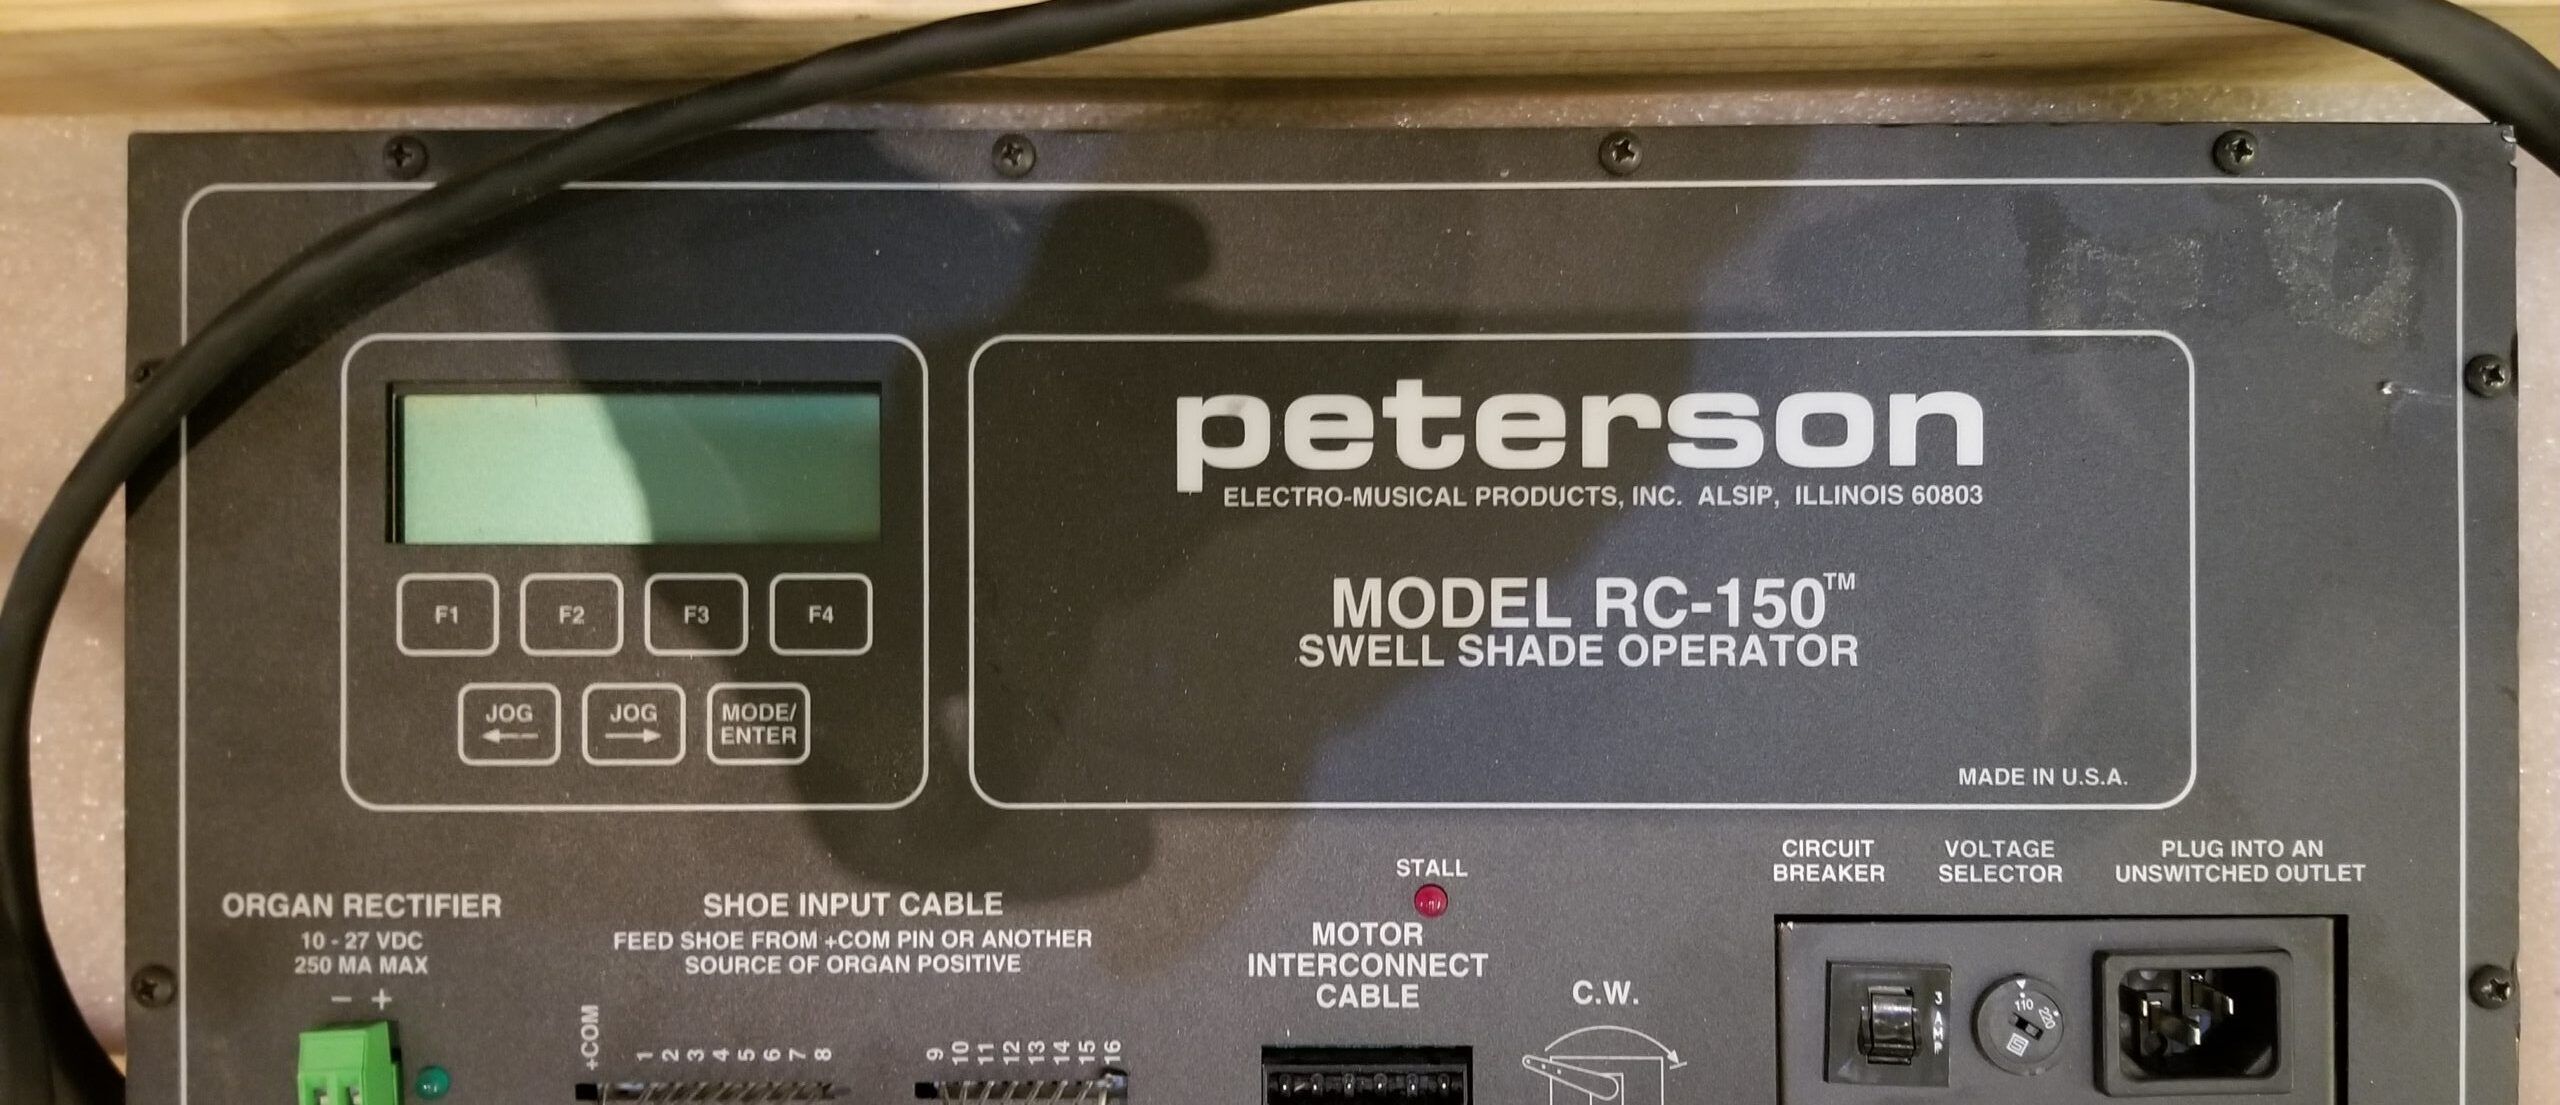 peterson
ELECTRO-MUSICAL PRODUCTS, INC. ALSIP, ILLINOIS 60803
MODEL RC-150™
SWELL SHADE OPERATOR
MADE IN U.S.A.
F1 F2 F3 F4
JOG JOG MODE/
ENTER
ORGAN RECTIFIER
10 - 27 VDC
250 MA MAX
- +
SHOE INPUT CABLE
FEED SHOE FROM +COM PIN OR ANOTHER
SOURCE OF ORGAN POSITIVE
+COM 1 2 3 4 5 6 7 8 9 10 11 12 13 14 15 16
STALL
MOTOR
INTERCONNECT
CABLE
C.W.
CIRCUIT
BREAKER
3 AMP
VOLTAGE
SELECTOR
110 220
PLUG INTO AN
UNSWITCHED OUTLET